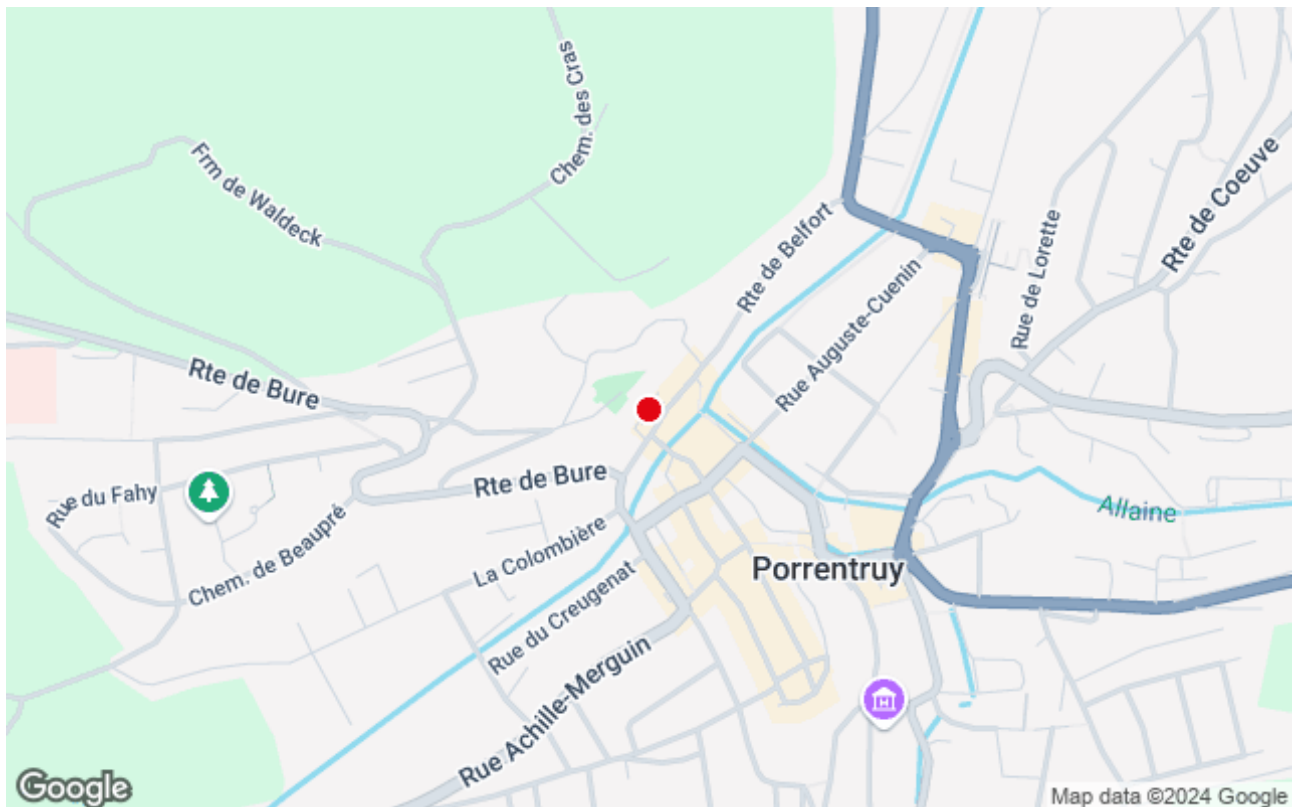 Chem. des Cras
Frm de Waldeck
Rte de Coeuve
Rte de Belfort
Rue de Lorette
Rue Auguste-Cuenin
Rte de Bure
Rte de Bure
Rue du Fahy
Allaine
La Colombière
Chem. de Beaupré
Porrentruy
Rue du Creugenat
Rue Achille-Merguin
Google
Map data ©2024 Google